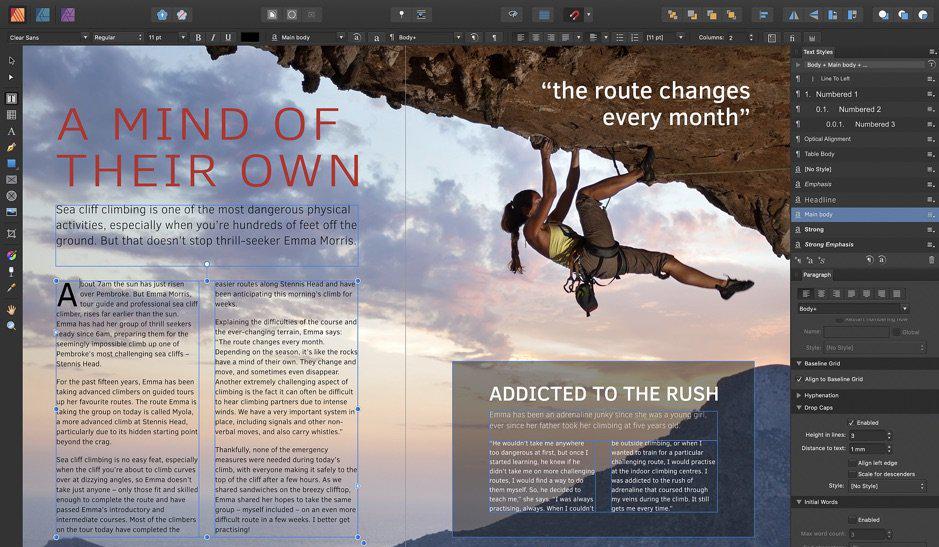 Clear Sans
Regular
11 pt
B I U
Main body
Body+
[11 pt]
Columns: 2
A MIND OF
THEIR OWN
Sea cliff climbing is one of the most dangerous physical
activities, especially when you're hundreds of feet off the
ground. But that doesn't stop thrill-seeker Emma Morris.
About 7am the sun has just risen
over Pembroke. But Emma Morris,
tour guide and professional sea cliff
climber, rises far earlier than the sun.
Emma has had her group of thrill seekers
ready since 6am, preparing them for the
seemingly impossible climb up one of
Pembroke's most challenging sea cliffs –
Stennis Head.
For the past fifteen years, Emma has been
taking advanced climbers on guided tours
up her favourite routes. The route Emma is
taking the group on today is called Myola,
a more advanced climb at Stennis Head,
particularly due to its hidden starting point
beyond the crag.
Sea cliff climbing is no easy feat, especially
when the cliff you're about to climb curves
over at dizzying angles, so Emma doesn't
take just anyone – only those fit and skilled
enough to complete the route and have
passed Emma's introductory and
intermediate courses. Most of the climbers
on the tour today have completed the
easier routes along Stennis Head and have
been anticipating this morning's climb for
weeks.
Explaining the difficulties of the course and
the ever-changing terrain, Emma says:
"The route changes every month.
Depending on the season, it's like the rocks
have a mind of their own. They change and
move, and sometimes even disappear.
Another extremely challenging aspect of
climbing is the fact it can often be difficult
to hear climbing partners due to intense
winds. We have a very important system in
place, including signals and other non-
verbal moves, and also carry whistles."
Thankfully, none of the emergency
measures were needed during today's
climb, with everyone making it safely to the
top of the cliff after a few hours. As we
shared sandwiches on the breezy clifftop,
Emma shared her hopes to take the same
group – myself included – on an even more
difficult route in a few weeks. I better get
practising!
“the route changes
every month”
ADDICTED TO THE RUSH
Emma has been an adrenaline junky since she was a young girl,
ever since her father took her climbing at five years old.
"He wouldn't take me anywhere
too dangerous at first, but once I
started learning, he knew if he
didn't take me on more challenging
routes, I would find a way to do
them myself. So, he decided to
teach me," she says. "I was always
practising, always. When I couldn't
be outside climbing, or when I
wanted to train for a particular
challenging route, I would practise
at the indoor climbing centres. I
was addicted to the rush of
adrenaline that coursed through
my veins during the climb. It still
gets me every time."
Text Styles
Body + Main body + ...
Line To Left
1. Numbered 1
0.1. Numbered 2
0.0.1. Numbered 3
Optical Alignment
Table Body
[No Style]
Emphasis
Headline
Main body
Strong
Strong Emphasis
Paragraph
Body+
Restart numbering now
Name:
Global
Style: [No Style]
Baseline Grid
Align to Baseline Grid
Hyphenation
Drop Caps
Enabled
Height in lines: 3
Distance to text: 1 mm
Align left edge
Scale for descenders
Style: [No Style]
Initial Words
Enabled
Max word count: 3